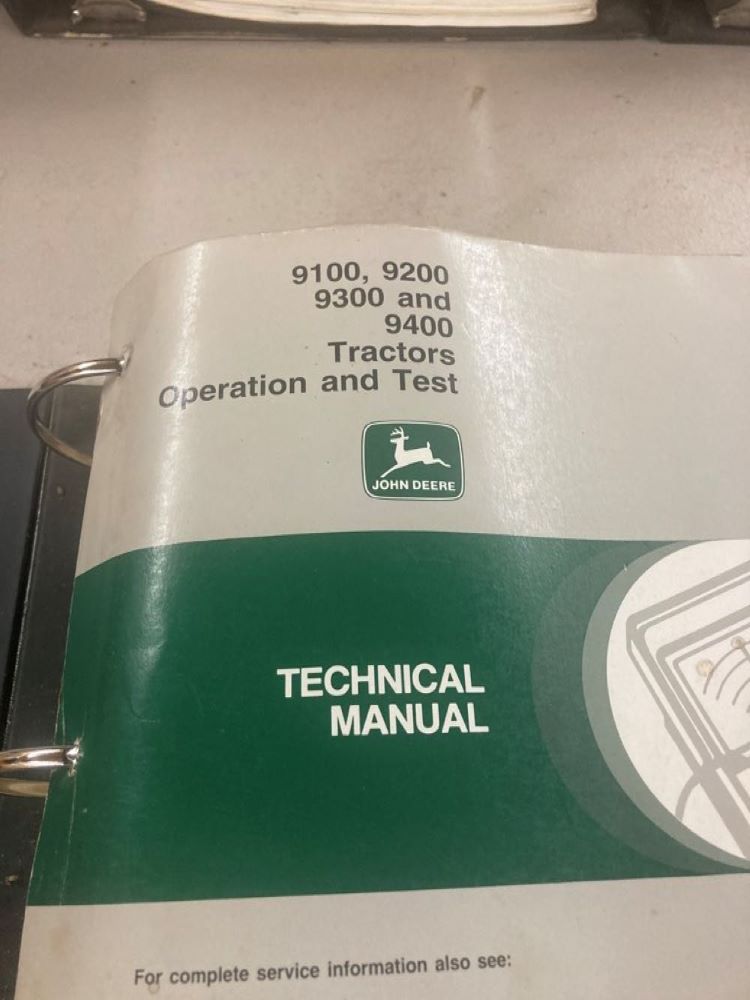 9100, 9200
9300 and
9400
Tractors
Operation and Test
JOHN DEERE
TECHNICAL
MANUAL
For complete service information also see: